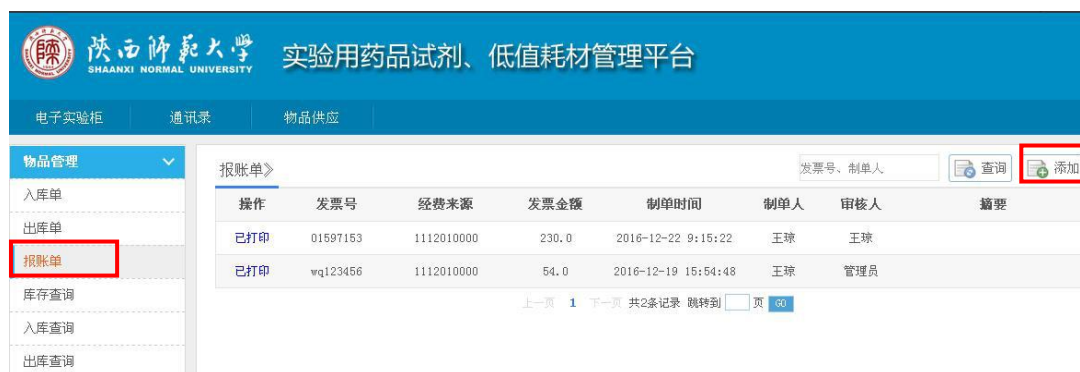 陕西师范大学 实验用药品试剂、低值耗材管理平台
SHAANXI NORMAL UNIVERSITY
电子实验柜 通讯录 物品供应
物品管理
入库单
出库单
报账单
库存查询
入库查询
出库查询
报账单》 发票号、制单人 查询 添加
操作 发票号 经费来源 发票金额 制单时间 制单人 审核人 摘要
已打印 01597153 1112010000 230.0 2016-12-22 9:15:22 王琼 王琼
已打印 wq123456 1112010000 54.0 2016-12-19 15:54:48 王琼 管理员
上一页 1 下一页 共2条记录 跳转到 页 GO